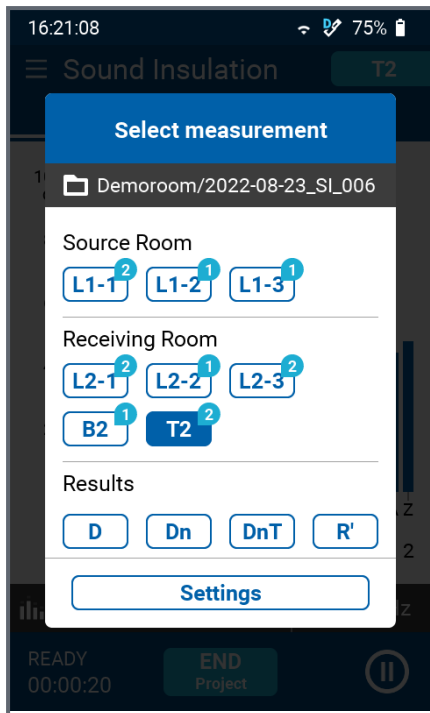 16:21:08 75%
Sound Insulation T2
Select measurement
Demoroom/2022-08-23_SI_006
Source Room
L1-1 2 L1-2 1 L1-3 1
Receiving Room
L2-1 2 L2-2 1 L2-3 2
B2 1 T2 2
Results
D Dn DnT R'
Z
2
Settings
READY
00:00:20
END
Project